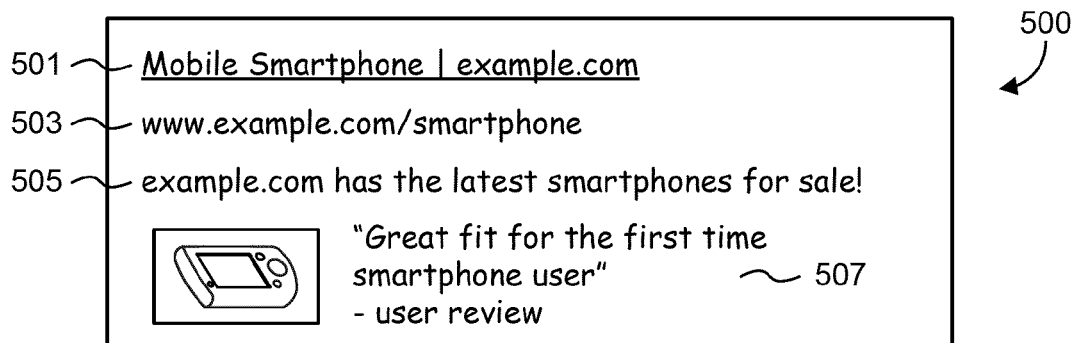 500
501 Mobile Smartphone | example.com
503 www.example.com/smartphone
505 example.com has the latest smartphones for sale!
“Great fit for the first time
smartphone user” 507
- user review